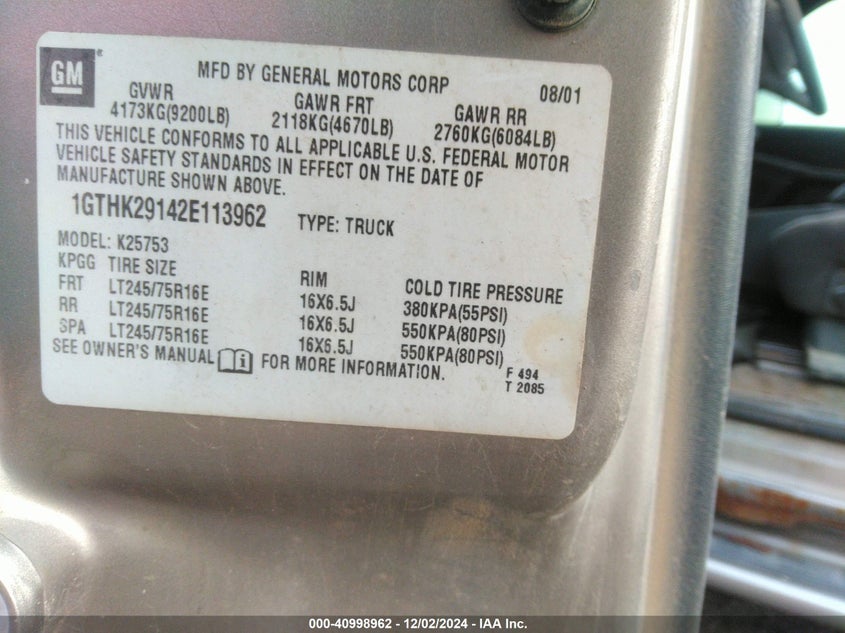 GM
MFD BY GENERAL MOTORS CORP 08/01
GVWR GAWR FRT GAWR RR
4173KG(9200LB) 2118KG(4670LB) 2760KG(6084LB)
THIS VEHICLE CONFORMS TO ALL APPLICABLE U.S. FEDERAL MOTOR
VEHICLE SAFETY STANDARDS IN EFFECT ON THE DATE OF
MANUFACTURE SHOWN ABOVE.
1GTHK29142E113962 TYPE: TRUCK
MODEL: K25753
KPGG TIRE SIZE RIM COLD TIRE PRESSURE
FRT LT245/75R16E 16X6.5J 380KPA(55PSI)
RR LT245/75R16E 16X6.5J 550KPA(80PSI)
SPA LT245/75R16E 16X6.5J 550KPA(80PSI)
SEE OWNER'S MANUAL i FOR MORE INFORMATION.
F 494
T 2085
000-40998962 - 12/02/2024 - IAA Inc.